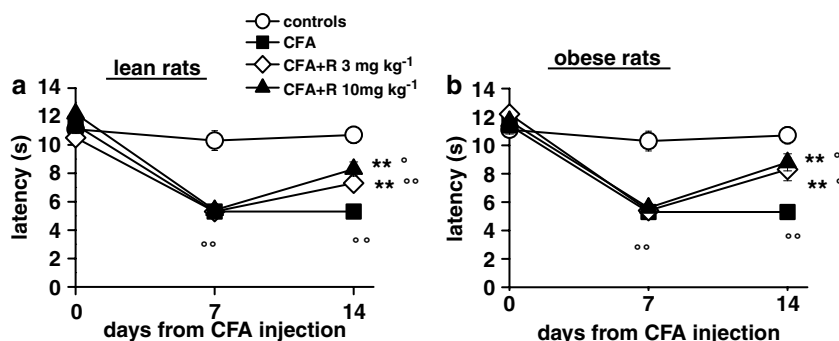 controls
CFA
CFA+R 3 mg kg⁻¹
CFA+R 10mg kg⁻¹
a
lean rats
latency (s)
14
12
10
8
6
4
2
0
** °
** °°
°°
°°
0
7
14
days from CFA injection
b
obese rats
latency (s)
14
12
10
8
6
4
2
0
** °
** °
°°
°°
0
7
14
days from CFA injection